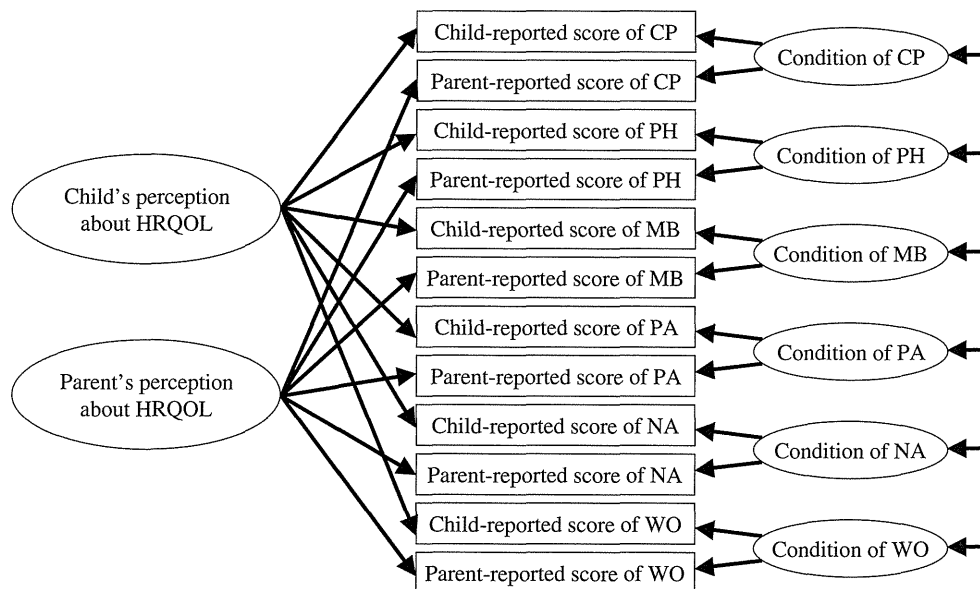 Child's perception
about HRQOL
Parent's perception
about HRQOL
Child-reported score of CP
Parent-reported score of CP
Child-reported score of PH
Parent-reported score of PH
Child-reported score of MB
Parent-reported score of MB
Child-reported score of PA
Parent-reported score of PA
Child-reported score of NA
Parent-reported score of NA
Child-reported score of WO
Parent-reported score of WO
Condition of CP
Condition of PH
Condition of MB
Condition of PA
Condition of NA
Condition of WO